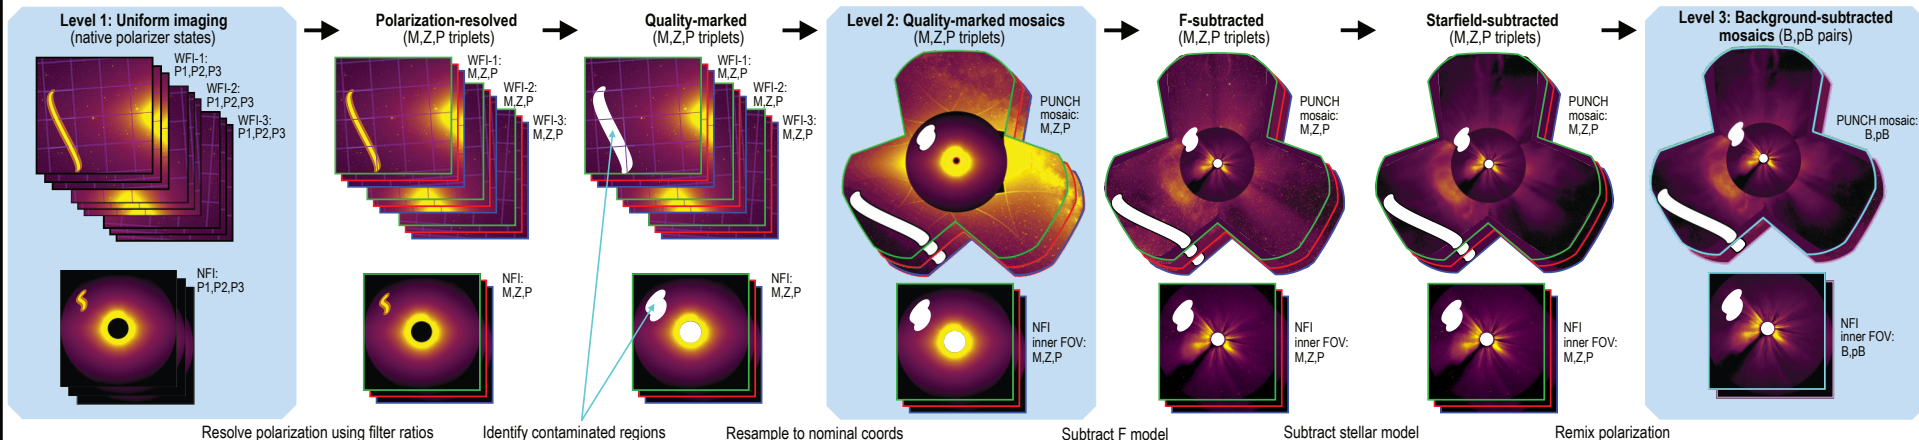 Level 1: Uniform imaging
(native polarizer states)
WFI-1:
P1,P2,P3
WFI-2:
P1,P2,P3
WFI-3:
P1,P2,P3
NFI:
P1,P2,P3
Polarization-resolved
(M,Z,P triplets)
WFI-1:
M,Z,P
WFI-2:
M,Z,P
WFI-3:
M,Z,P
NFI:
M,Z,P
Quality-marked
(M,Z,P triplets)
WFI-1:
M,Z,P
WFI-2:
M,Z,P
WFI-3:
M,Z,P
NFI:
M,Z,P
Level 2: Quality-marked mosaics
(M,Z,P triplets)
PUNCH
mosaic:
M,Z,P
NFI
inner FOV:
M,Z,P
F-subtracted
(M,Z,P triplets)
PUNCH
mosaic:
M,Z,P
NFI
inner FOV:
M,Z,P
Starfield-subtracted
(M,Z,P triplets)
PUNCH
mosaic:
M,Z,P
NFI
inner FOV:
M,Z,P
Level 3: Background-subtracted
mosaics (B,pB pairs)
PUNCH mosaic:
B,pB
NFI
inner FOV:
B,pB
Resolve polarization using filter ratios
Identify contaminated regions
Resample to nominal coords
Subtract F model
Subtract stellar model
Remix polarization